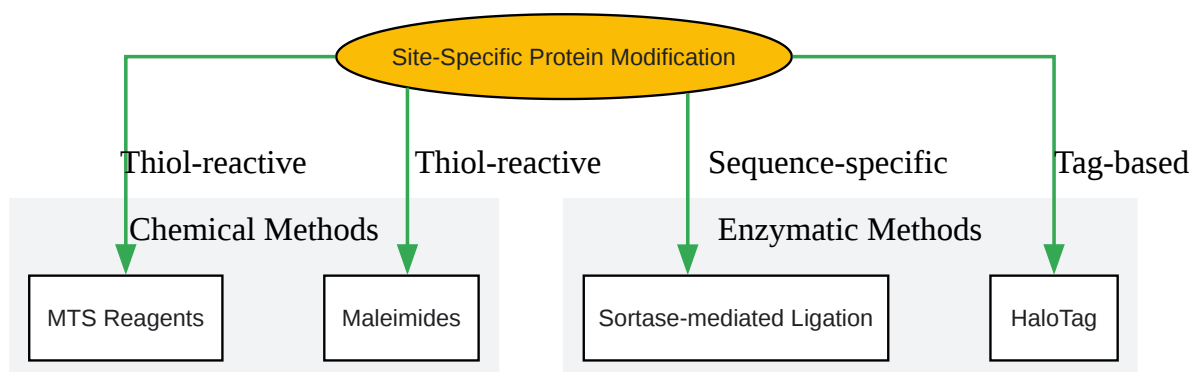 Site-Specific Protein Modification
Thiol-reactive
Thiol-reactive
Sequence-specific
Tag-based
Chemical Methods
Enzymatic Methods
MTS Reagents
Maleimides
Sortase-mediated Ligation
HaloTag